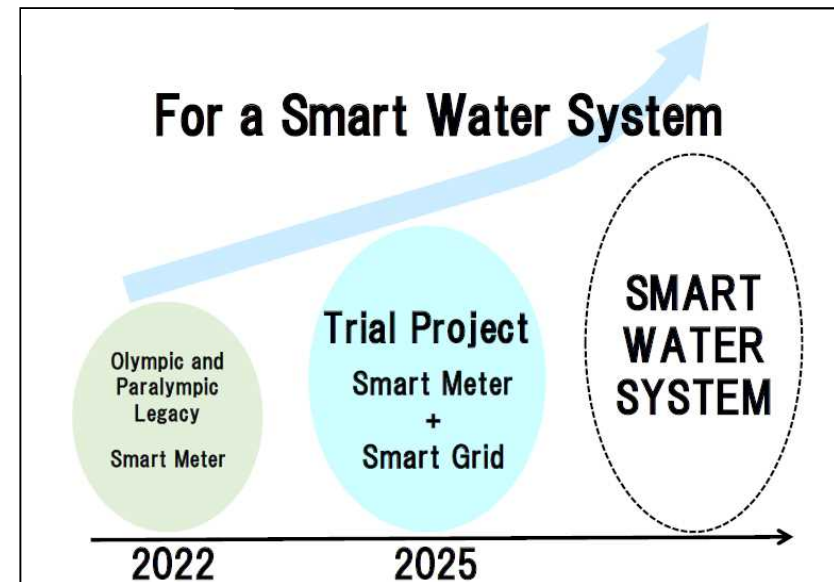 For a Smart Water System
Olympic and
Paralympic
Legacy
Smart Meter
Trial Project
Smart Meter
+
Smart Grid
SMART
WATER
SYSTEM
2022
2025